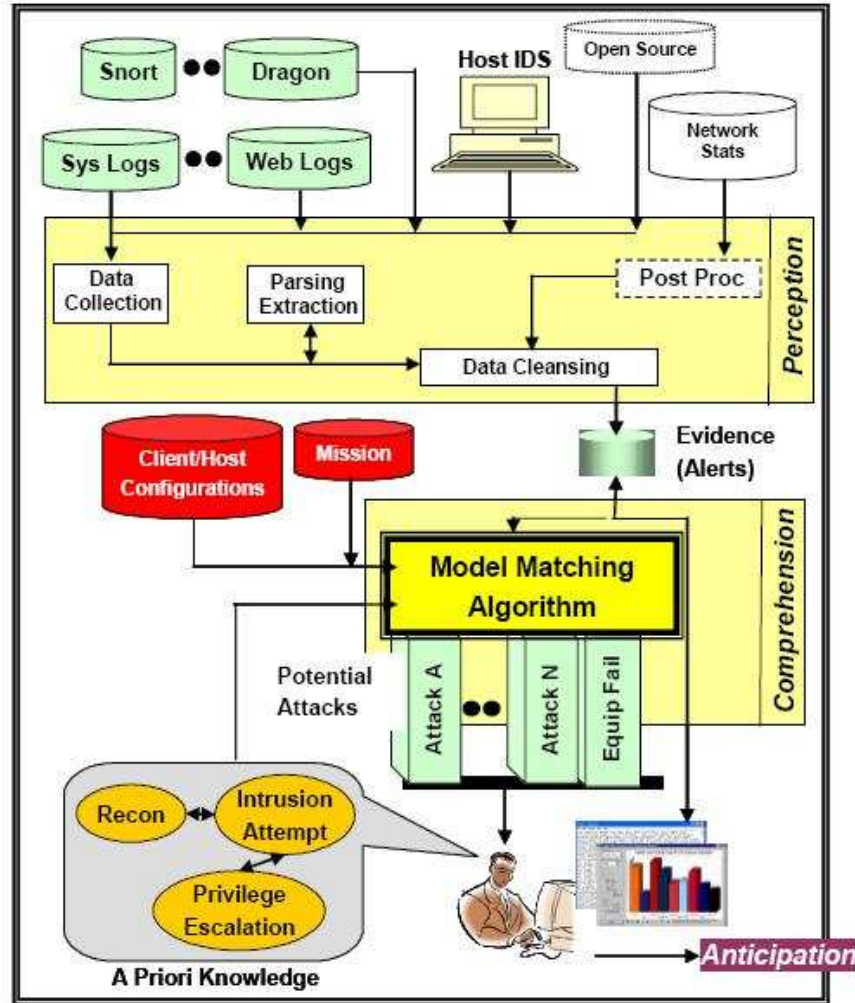 Snort
Dragon
Host IDS
Open Source
Sys Logs
Web Logs
Network
Stats
Data
Collection
Parsing
Extraction
Post Proc
Data Cleansing
Perception
Client/Host
Configurations
Mission
Evidence
(Alerts)
Model Matching
Algorithm
Comprehension
Potential
Attacks
Attack A
Attack N
Equip Fail
Recon
Intrusion
Attempt
Privilege
Escalation
A Priori Knowledge
Anticipation